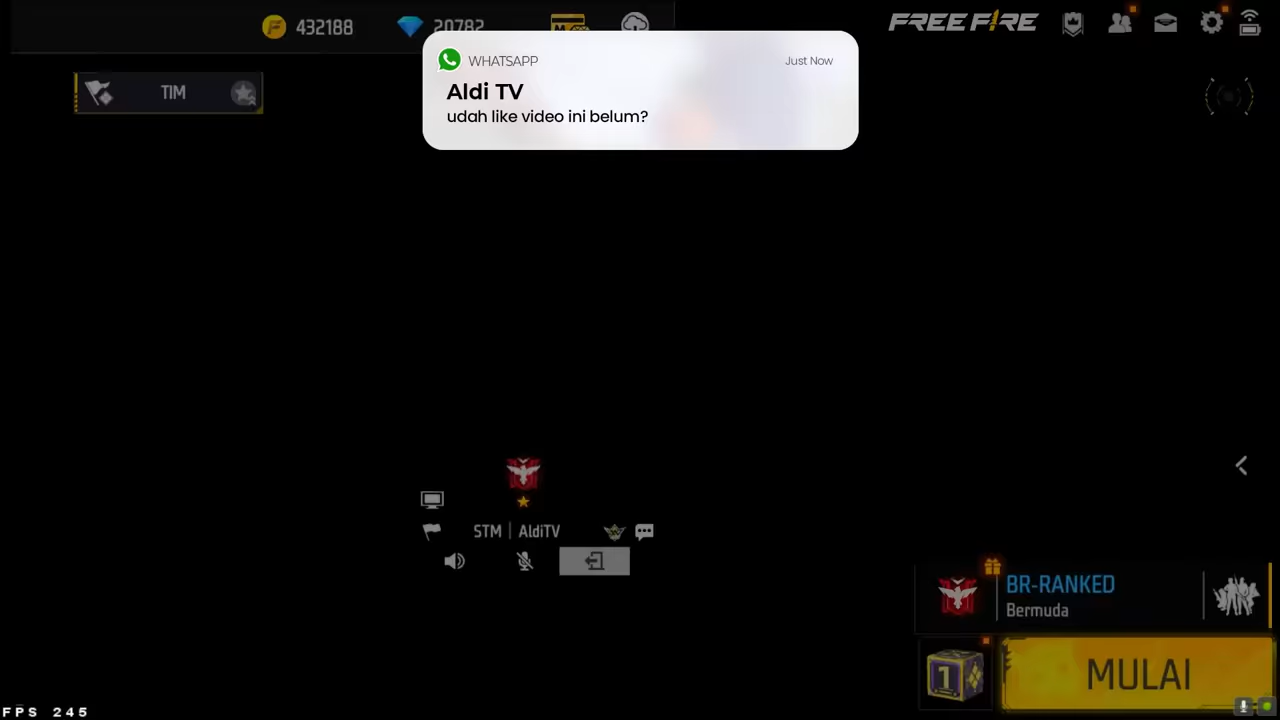 432188
20782
FREE FIRE
WHATSAPP
Just Now
Aldi TV
udah like video ini belum?
TIM
STM | AldiTV
BR-RANKED
Bermuda
1
MULAI
FPS 245